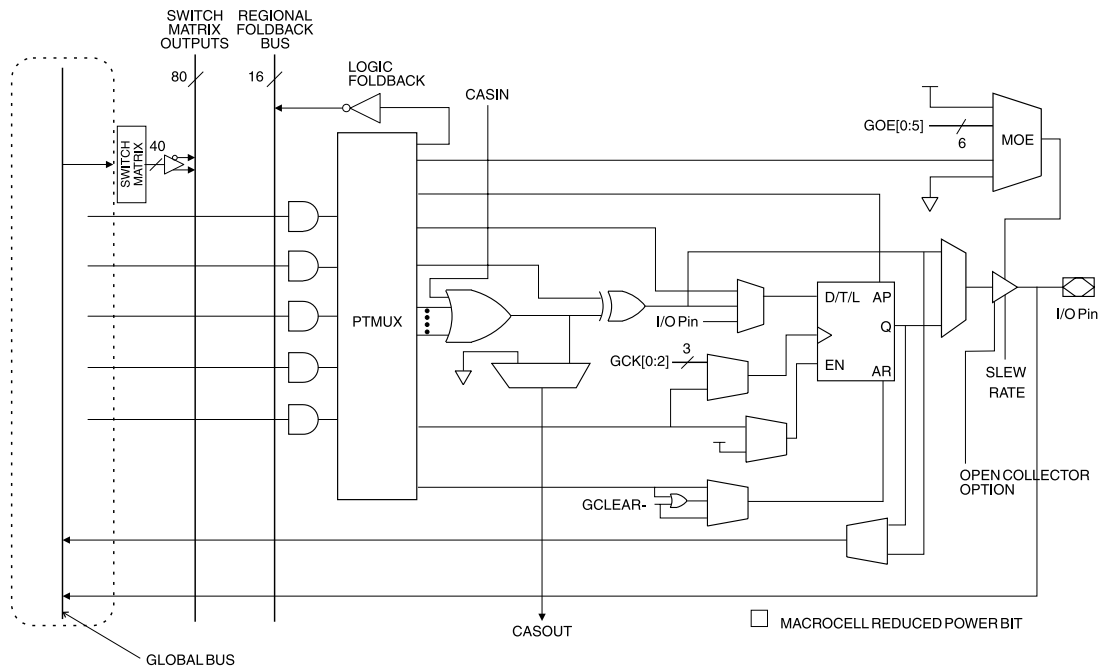 SWITCH
MATRIX
OUTPUTS
REGIONAL
FOLDBACK
BUS
80
16
LOGIC
FOLDBACK
CASIN
GOE[0:5]
6
MOE
SWITCH
MATRIX
40
PTMUX
I/O Pin
D/T/L AP
Q
EN
AR
GCK[0:2]
3
I/O Pin
SLEW
RATE
OPEN COLLECTOR
OPTION
GCLEAR-
CASOUT
MACROCELL REDUCED POWER BIT
GLOBAL BUS